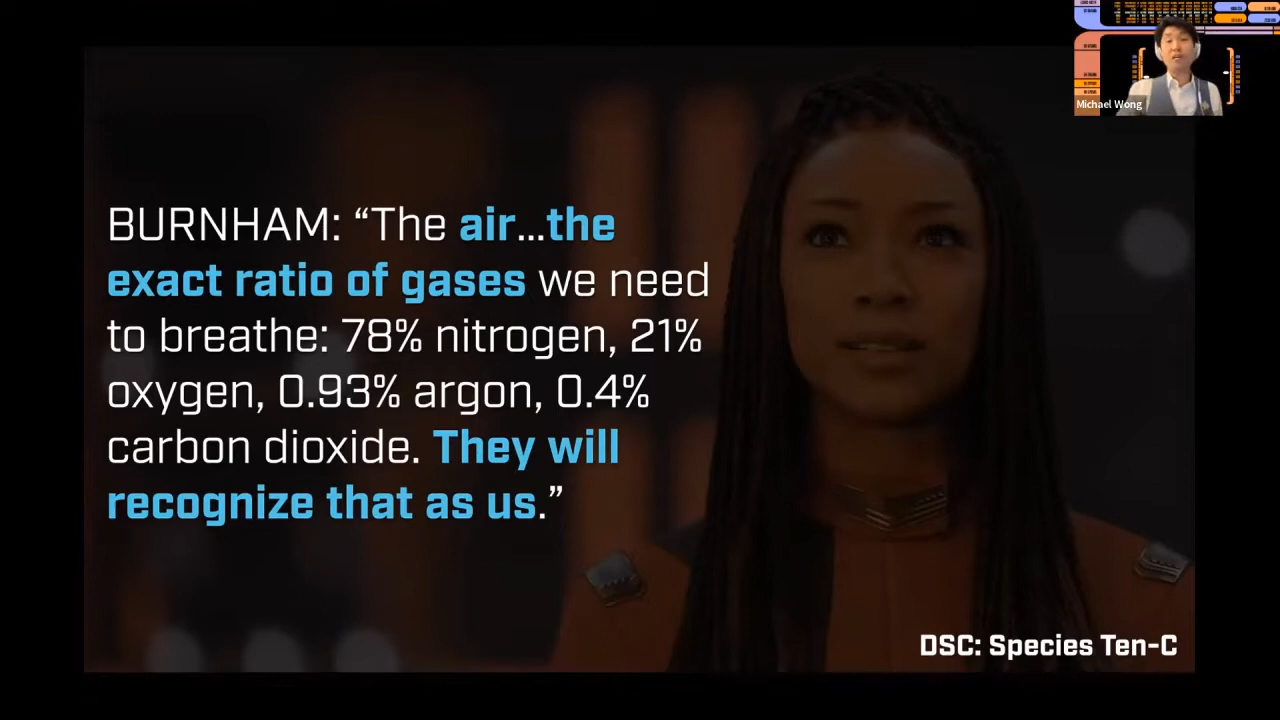 Michael Wong
BURNHAM: “The air...the
exact ratio of gases we need
to breathe: 78% nitrogen, 21%
oxygen, 0.93% argon, 0.4%
carbon dioxide. They will
recognize that as us.”
DSC: Species Ten-C